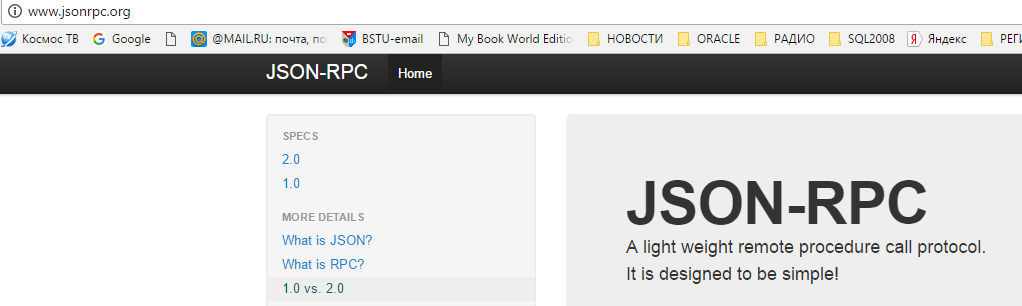 www.jsonrpc.org
Космос ТВ Google @MAIL.RU: почта, по BSTU-email My Book World Editio НОВОСТИ ORACLE РАДИО SQL2008 Яндекс РЕГИ
JSON-RPC Home
SPECS
2.0
1.0
MORE DETAILS
What is JSON?
What is RPC?
1.0 vs. 2.0
JSON-RPC
A light weight remote procedure call protocol.
It is designed to be simple!